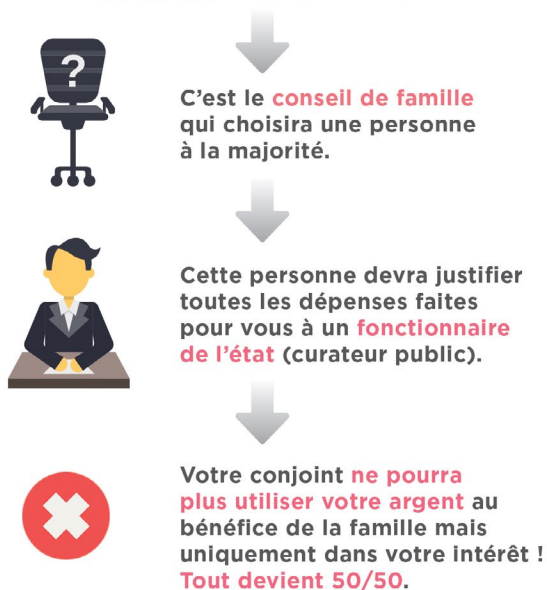 ?
C'est le conseil de famille
qui choisira une personne
à la majorité.
Cette personne devra justifier
toutes les dépenses faites
pour vous à un fonctionnaire
de l'état (curateur public).
Votre conjoint ne pourra
plus utiliser votre argent au
bénéfice de la famille mais
uniquement dans votre intérêt !
Tout devient 50/50.